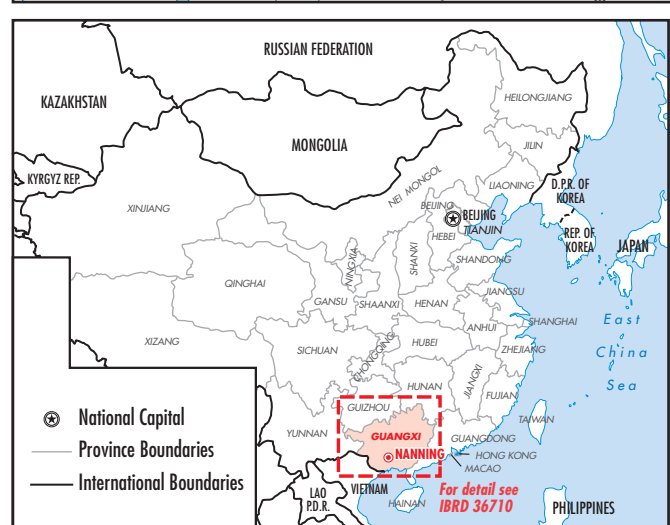 RUSSIAN FEDERATION
HEILONGJIANG
KAZAKHSTAN
MONGOLIA
JILIN
KYRGYZ REP.
NEI MONGOL
LIAONING
D.P.R. OF
KOREA
XINJIANG
BEIJING
BEIJING
TIANJIN
HEBEI
REP. OF
KOREA
JAPAN
NINGXIA
SHANXI
SHANDONG
QINGHAI
GANSU
SHAANXI
HENAN
JIANGSU
XIZANG
ANHUI
SHANGHAI
East
China
Sea
SICHUAN
CHONGQING
HUBEI
ZHEJIANG
HUNAN
JIANGXI
FUJIAN
GUIZHOU
TAIWAN
YUNNAN
GUANGXI
GUANGDONG
NANNING
HONG KONG
MACAO
National Capital
Province Boundaries
International Boundaries
LAO
P.D.R.
VIETNAM
HAINAN
For detail see
IBRD 36710
PHILIPPINES